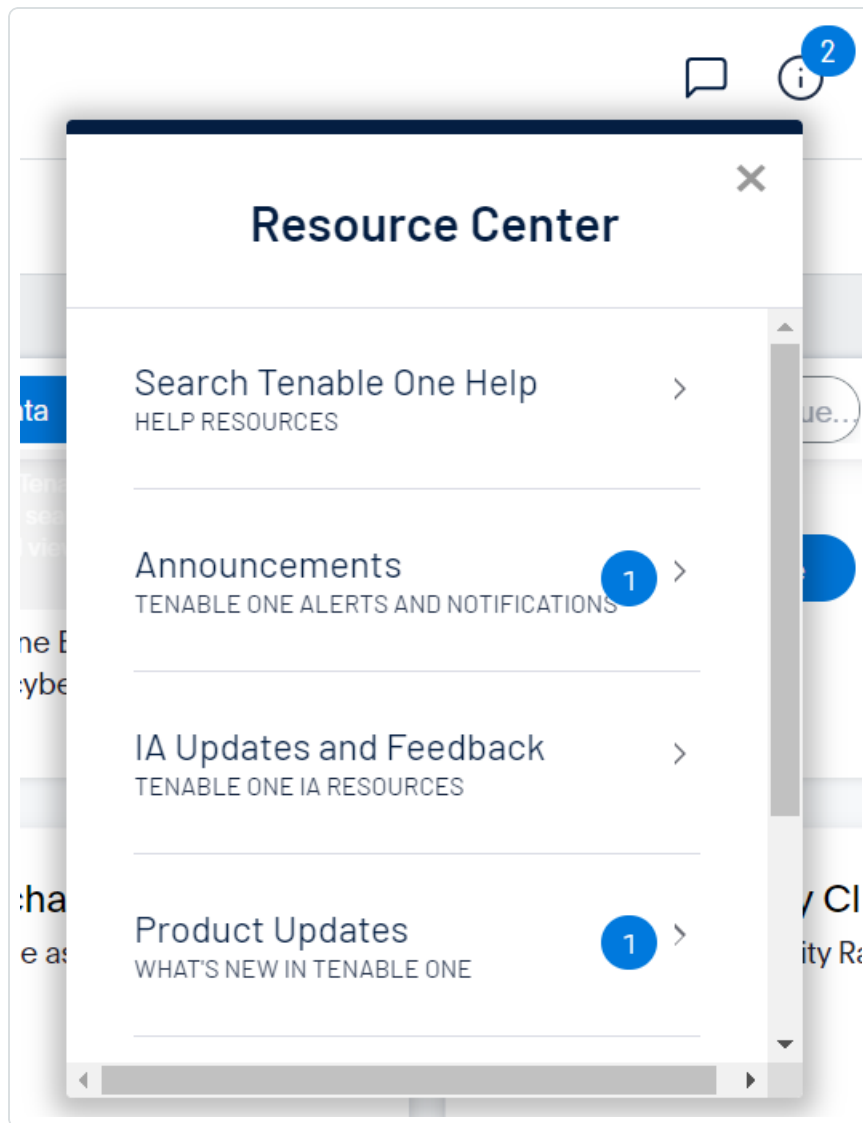 2
Resource Center
Search Tenable One Help
HELP RESOURCES
Announcements
1
TENABLE ONE ALERTS AND NOTIFICATIONS
IA Updates and Feedback
TENABLE ONE IA RESOURCES
Product Updates
1
WHAT'S NEW IN TENABLE ONE